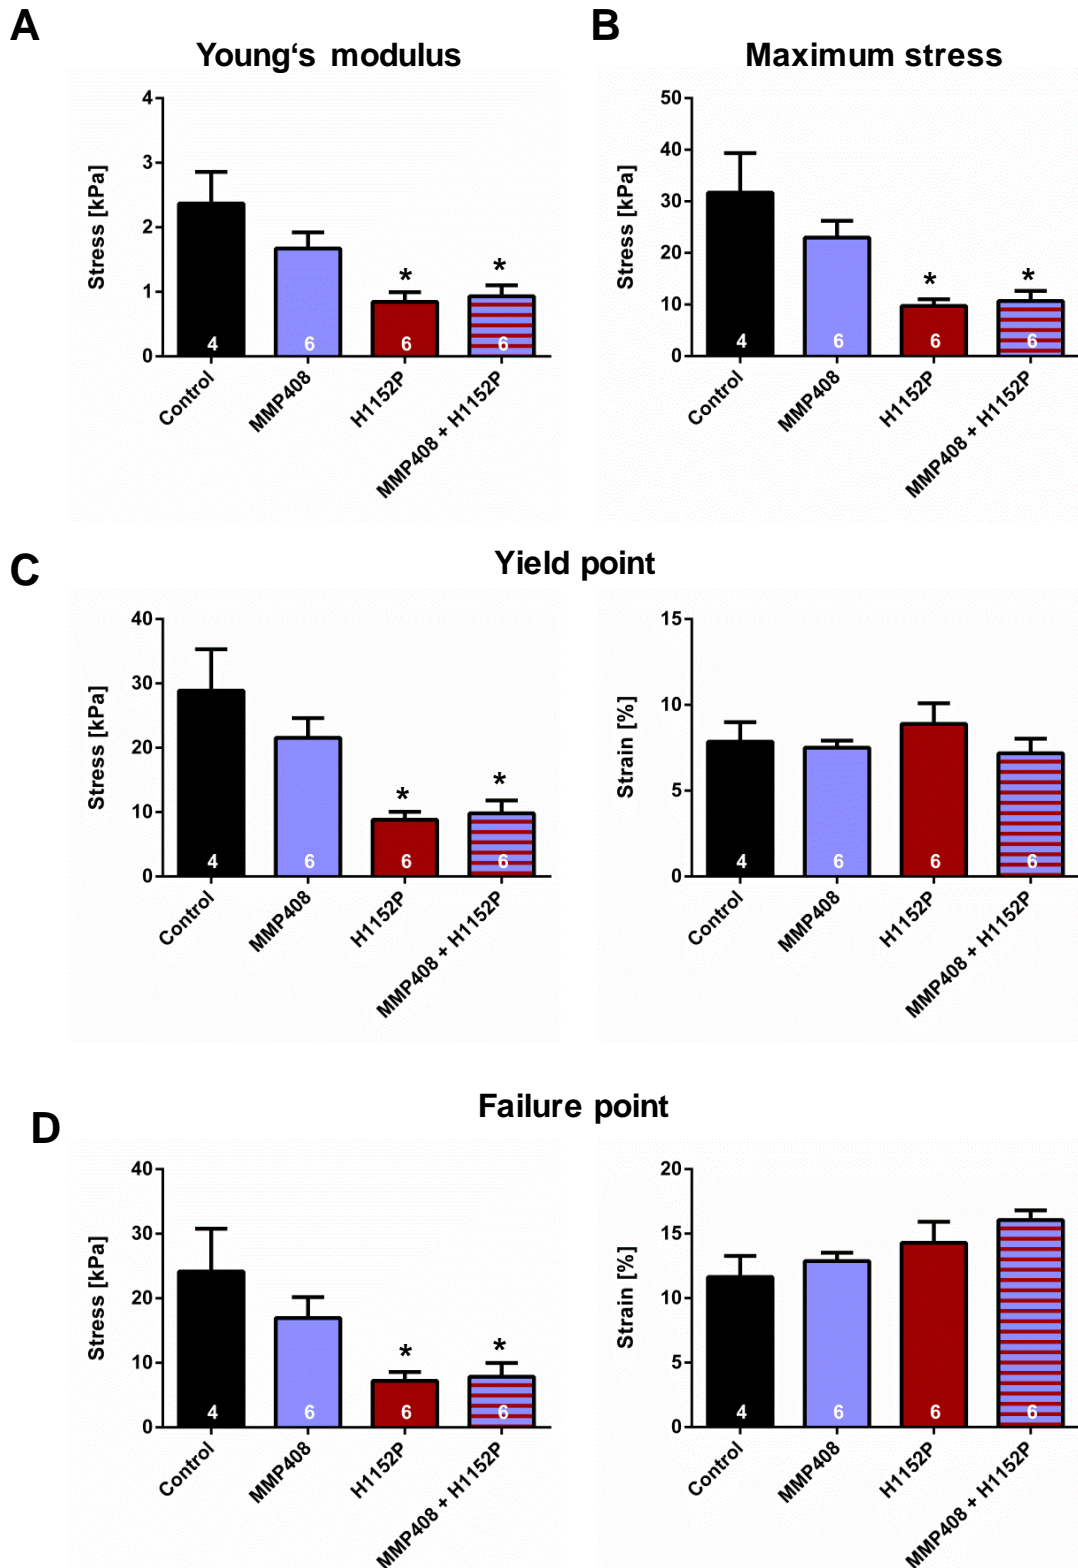 A
B
Young‘s modulus
Maximum stress
Stress [kPa]
4
3
2
1
0
4
6
6
6
*
*
Control
MMP408
H1152P
MMP408 + H1152P
Stress [kPa]
50
40
30
20
10
0
4
6
6
6
*
*
Control
MMP408
H1152P
MMP408 + H1152P
C
Yield point
Stress [kPa]
40
30
20
10
0
4
6
6
6
*
*
Control
MMP408
H1152P
MMP408 + H1152P
Strain [%]
15
10
5
0
4
6
6
6
Control
MMP408
H1152P
MMP408 + H1152P
D
Failure point
Stress [kPa]
40
30
20
10
0
4
6
6
6
*
*
Control
MMP408
H1152P
MMP408 + H1152P
Strain [%]
20
15
10
5
0
4
6
6
6
Control
MMP408
H1152P
MMP408 + H1152P